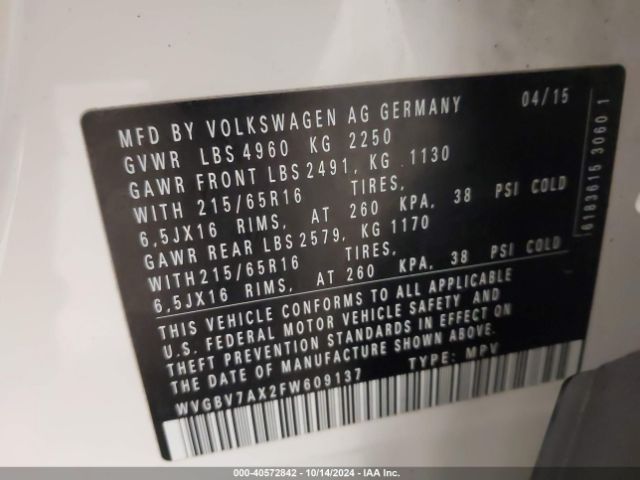 MFD BY VOLKSWAGEN AG GERMANY 04/15
GVWR LBS 4960 KG 2250
GAWR FRONT LBS 2491, KG 1130
WITH 215/65R16 TIRES,
6,5JX16 RIMS, AT 260 KPA, 38 PSI COLD
GAWR REAR LBS 2579, KG 1170
WITH 215/65R16 TIRES,
6,5JX16 RIMS, AT 260 KPA, 38 PSI COLD
THIS VEHICLE CONFORMS TO ALL APPLICABLE
U.S. FEDERAL MOTOR VEHICLE SAFETY AND
THEFT PREVENTION STANDARDS IN EFFECT ON
THE DATE OF MANUFACTURE SHOWN ABOVE.
WVGBV7AX2FW609137 TYPE: MPV
6183615 3060 1
000-40572842 - 10/14/2024 - IAA Inc.